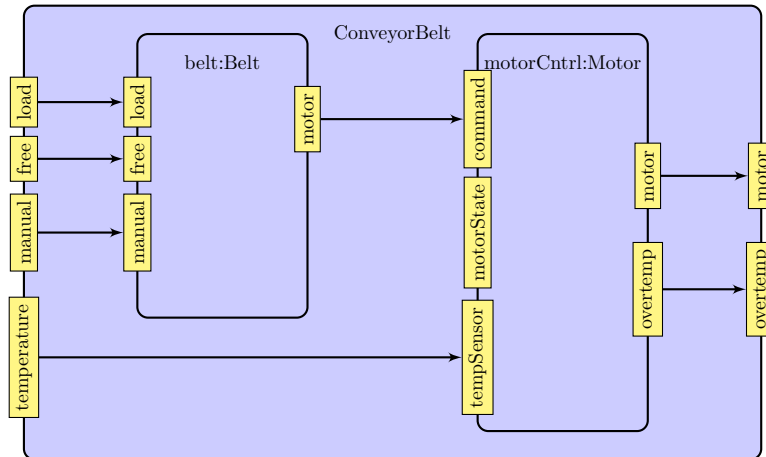 ConveyorBelt
belt:Belt
motorCntrl:Motor
load
free
manual
temperature
load
free
manual
motor
command
motorState
tempSensor
motor
overtemp
motor
overtemp